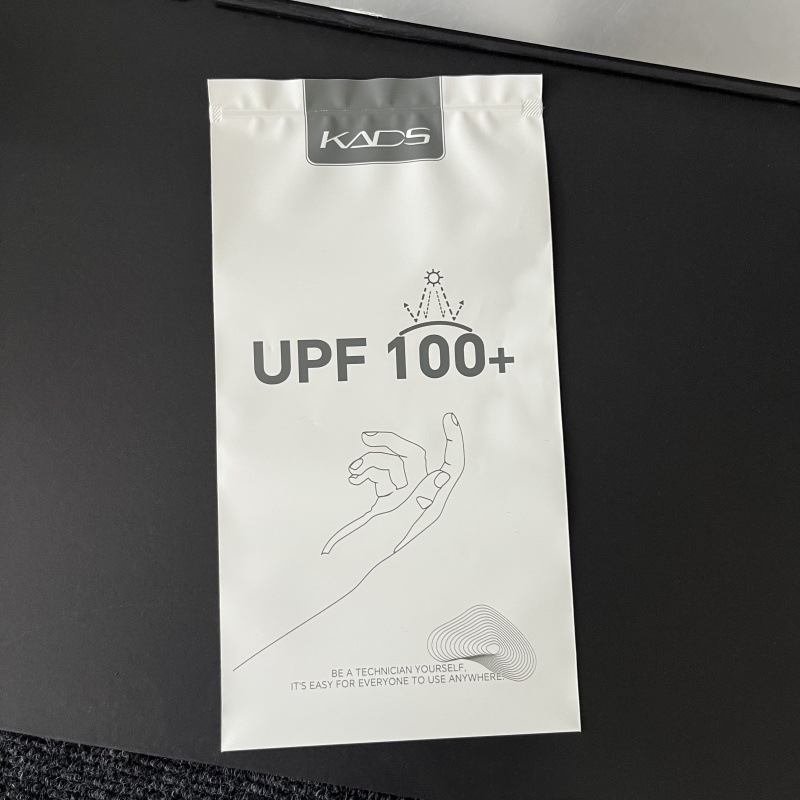 KADS
UPF 100+
BE A TECHNICIAN YOURSELF,
IT'S EASY FOR EVERYONE TO USE ANYWHERE.